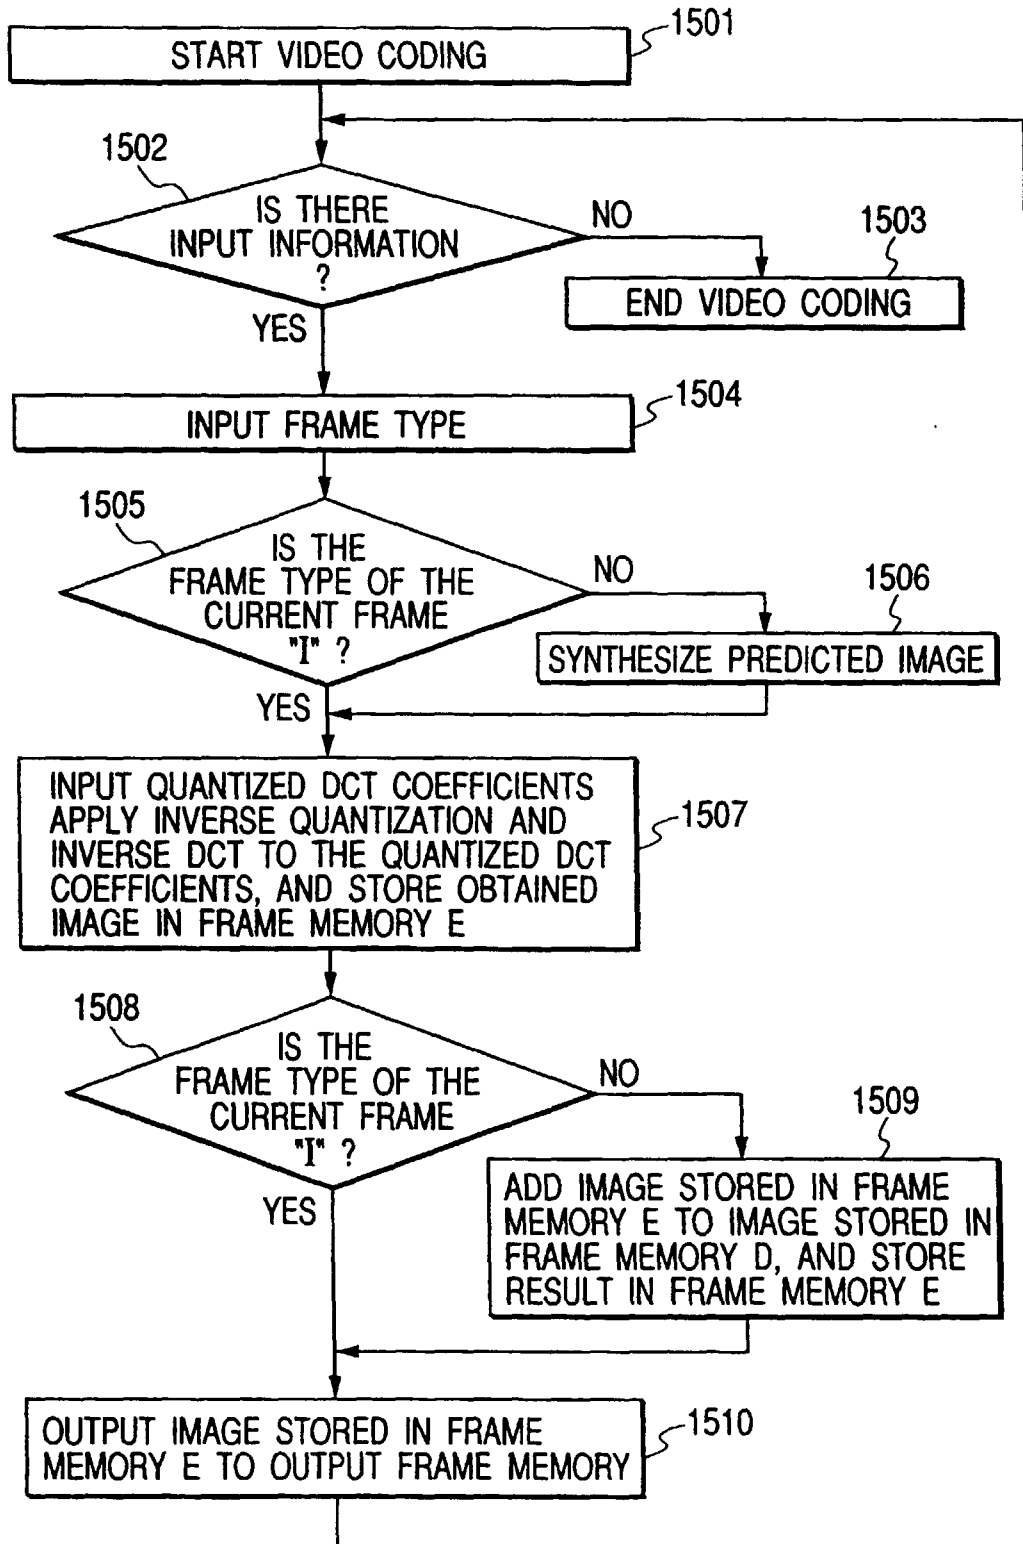 1501
START VIDEO CODING
1502
IS THERE
INPUT INFORMATION
?
NO
1503
END VIDEO CODING
YES
1504
INPUT FRAME TYPE
1505
IS THE
FRAME TYPE OF THE
CURRENT FRAME
"I" ?
NO
1506
SYNTHESIZE PREDICTED IMAGE
YES
INPUT QUANTIZED DCT COEFFICIENTS
APPLY INVERSE QUANTIZATION AND
INVERSE DCT TO THE QUANTIZED DCT
COEFFICIENTS, AND STORE OBTAINED
IMAGE IN FRAME MEMORY E
1507
1508
IS THE
FRAME TYPE OF THE
CURRENT FRAME
"I" ?
NO
1509
ADD IMAGE STORED IN FRAME
MEMORY E TO IMAGE STORED IN
FRAME MEMORY D, AND STORE
RESULT IN FRAME MEMORY E
YES
OUTPUT IMAGE STORED IN FRAME
MEMORY E TO OUTPUT FRAME MEMORY
1510